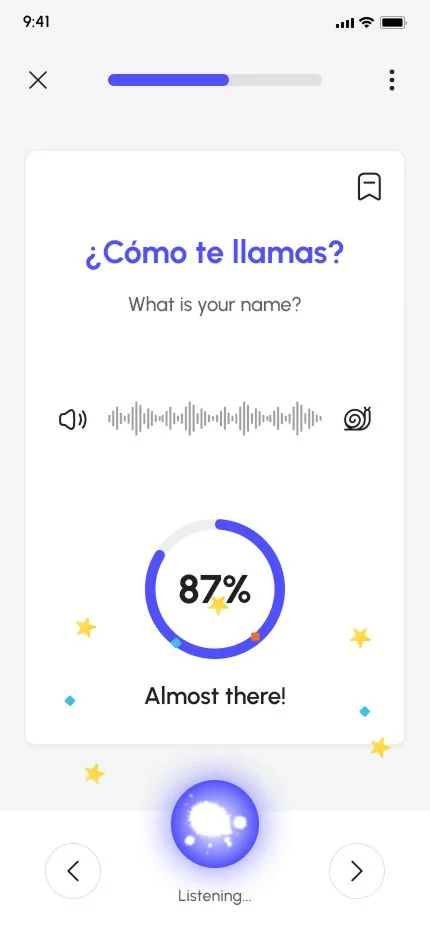 9:41
¿Cómo te llamas?
What is your name?
87%
Almost there!
Listening...